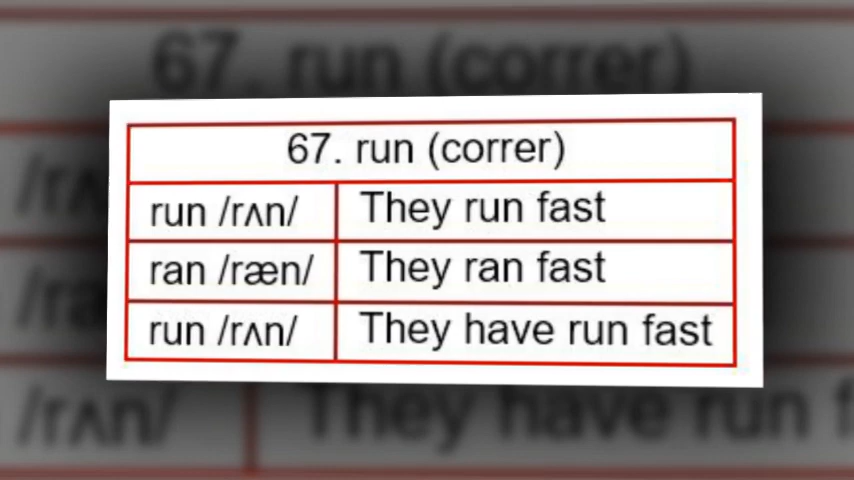 67. run (correr)
run /rʌn/ They run fast
ran /ræn/ They ran fast
run /rʌn/ They have run fast